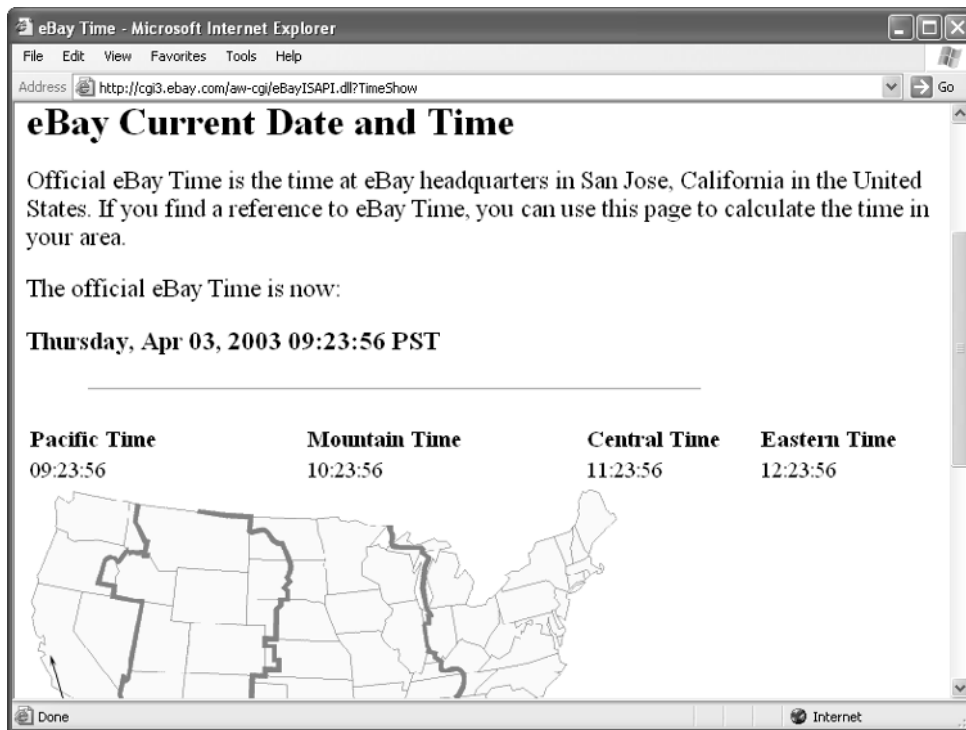 eBay Time - Microsoft Internet Explorer
File Edit View Favorites Tools Help
Address http://cgi3.ebay.com/aw-cgi/eBayISAPI.dll?TimeShow Go
eBay Current Date and Time
Official eBay Time is the time at eBay headquarters in San Jose, California in the United
States. If you find a reference to eBay Time, you can use this page to calculate the time in
your area.
The official eBay Time is now:
Thursday, Apr 03, 2003 09:23:56 PST
Pacific Time Mountain Time Central Time Eastern Time
09:23:56 10:23:56 11:23:56 12:23:56
Done Internet